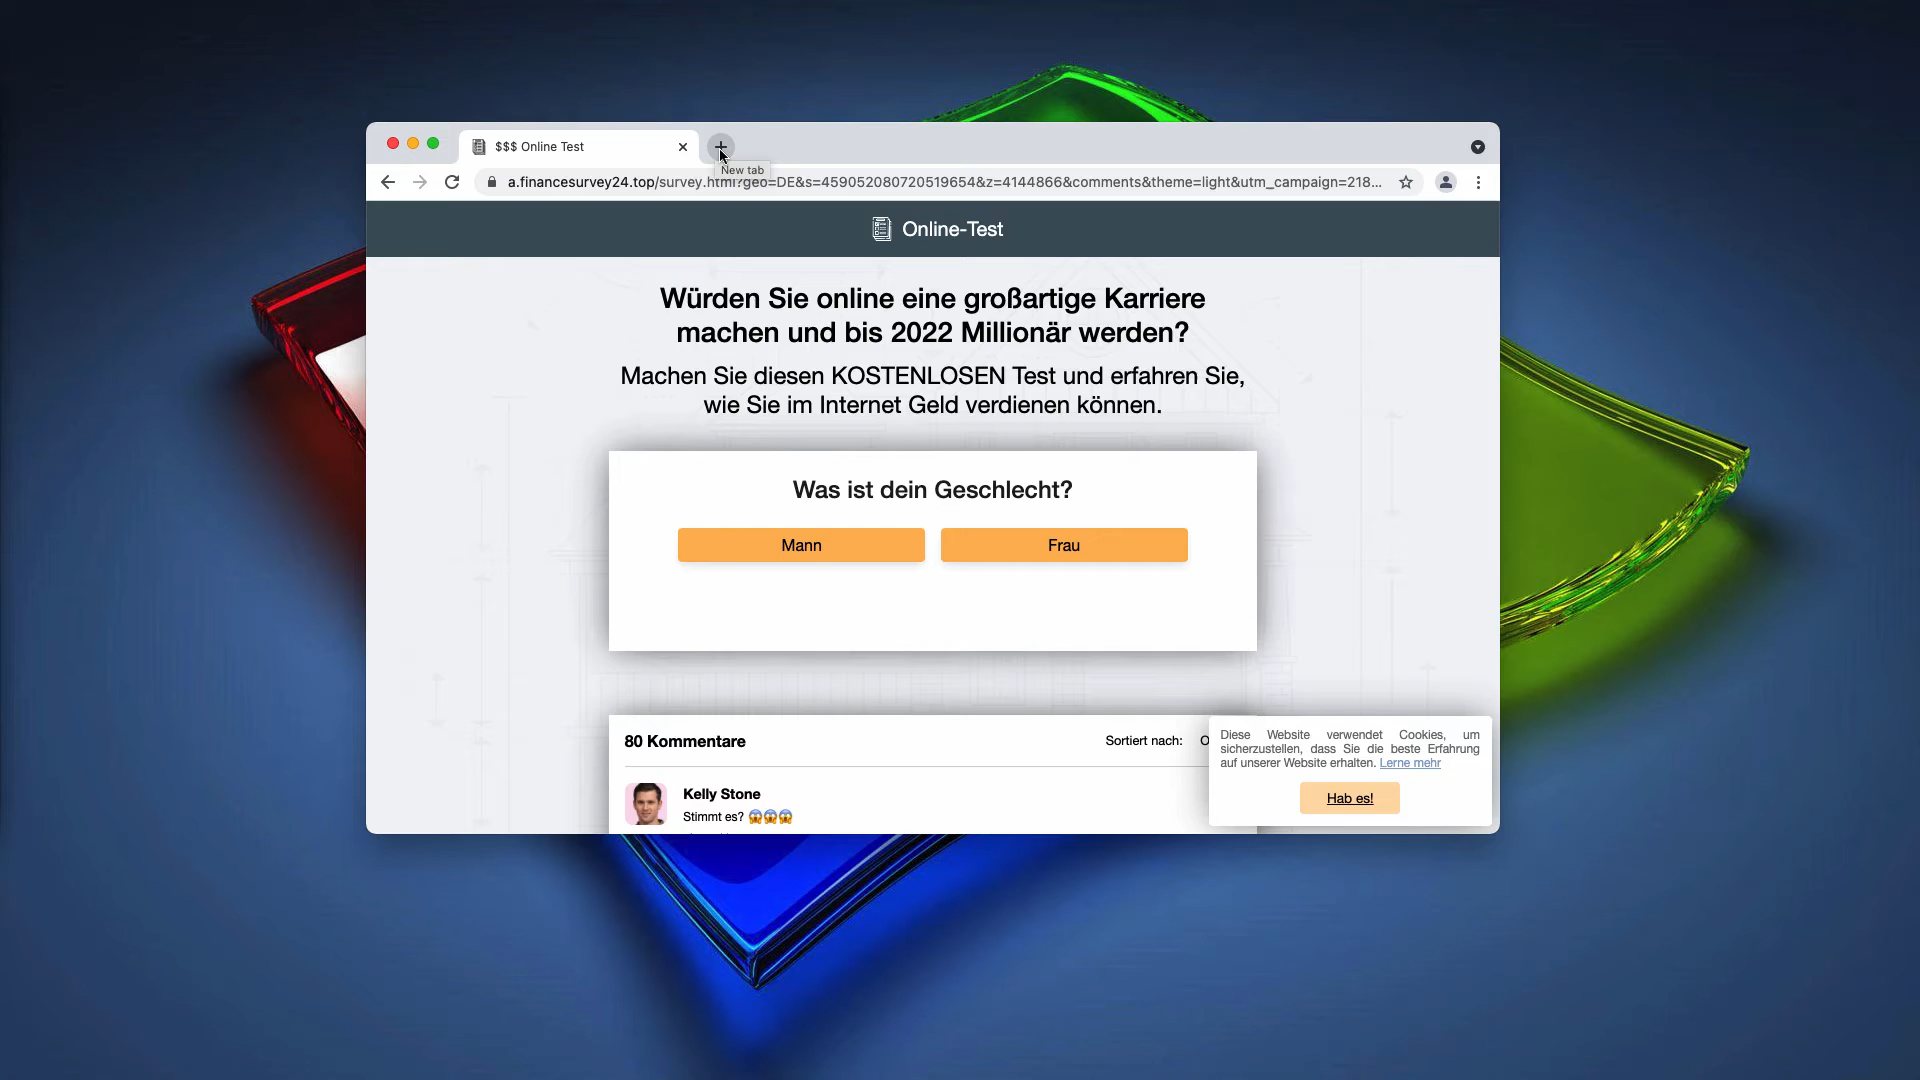 $$$ Online Test
New tab
a.financesurvey24.top/survey.html?geo=DE&s=459052080720519654&z=4144866&comments&theme=light&utm_campaign=218...
Online-Test
Würden Sie online eine großartige Karriere
machen und bis 2022 Millionär werden?
Machen Sie diesen KOSTENLOSEN Test und erfahren Sie,
wie Sie im Internet Geld verdienen können.
Was ist dein Geschlecht?
Mann Frau
80 Kommentare
Sortiert nach:
Kelly Stone
Stimmt es? 😱😱😱
Diese Website verwendet Cookies, um
sicherzustellen, dass Sie die beste Erfahrung
auf unserer Website erhalten. Lerne mehr
Hab es!